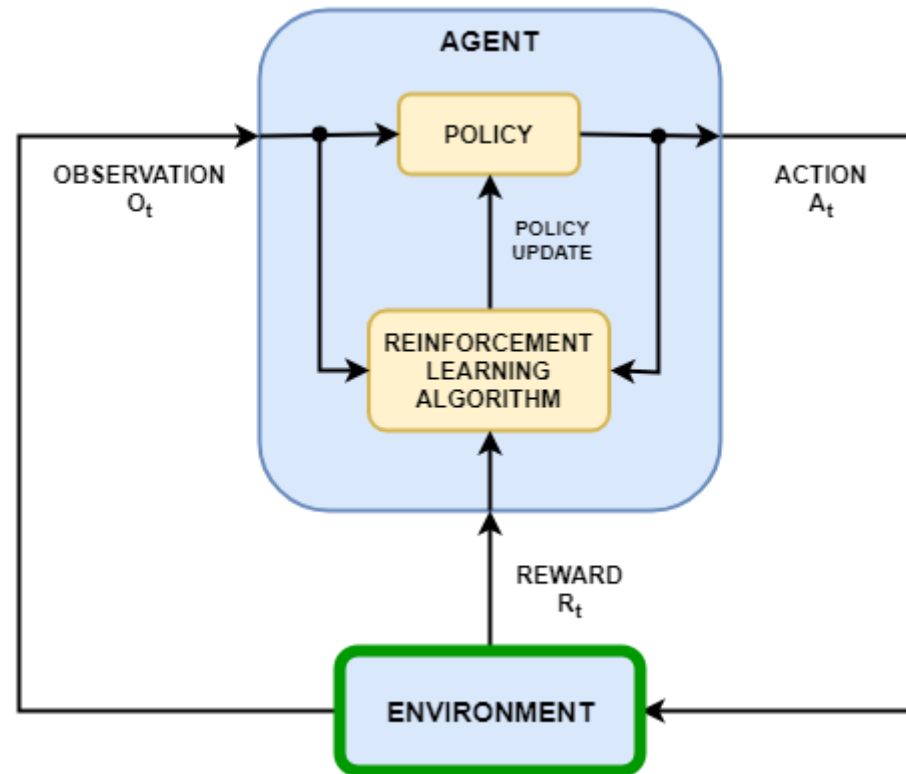 AGENT
POLICY
OBSERVATION
Oₜ
ACTION
Aₜ
POLICY
UPDATE
REINFORCEMENT
LEARNING
ALGORITHM
REWARD
Rₜ
ENVIRONMENT